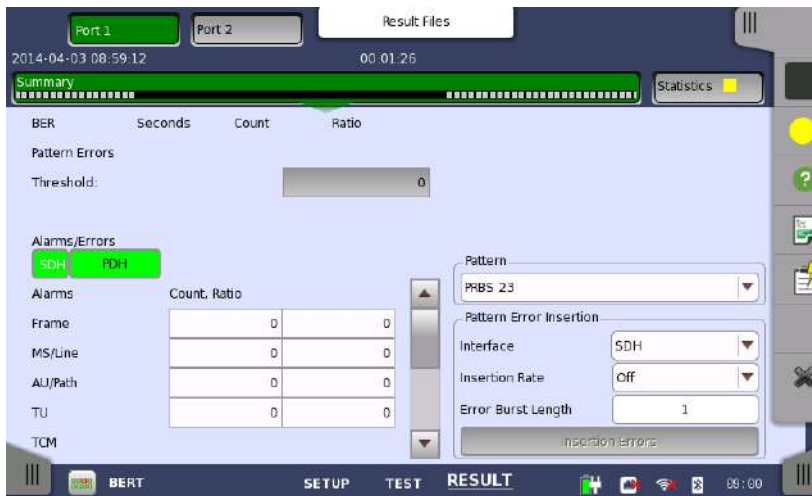 Port 1 Port 2 Result Files
2014-04-03 08:59:12 00:01:26
Summary Statistics
BER Seconds Count Ratio
Pattern Errors
Threshold: 0
Alarms/Errors
SDH PDH
Alarms Count, Ratio
Frame 0 0
MS/Line 0 0
AU/Path 0 0
TU 0 0
TCM
Pattern
PRBS 23
Pattern Error Insertion
Interface SDH
Insertion Rate Off
Error Burst Length 1
Insertion Errors
BERT SETUP TEST RESULT 09:00